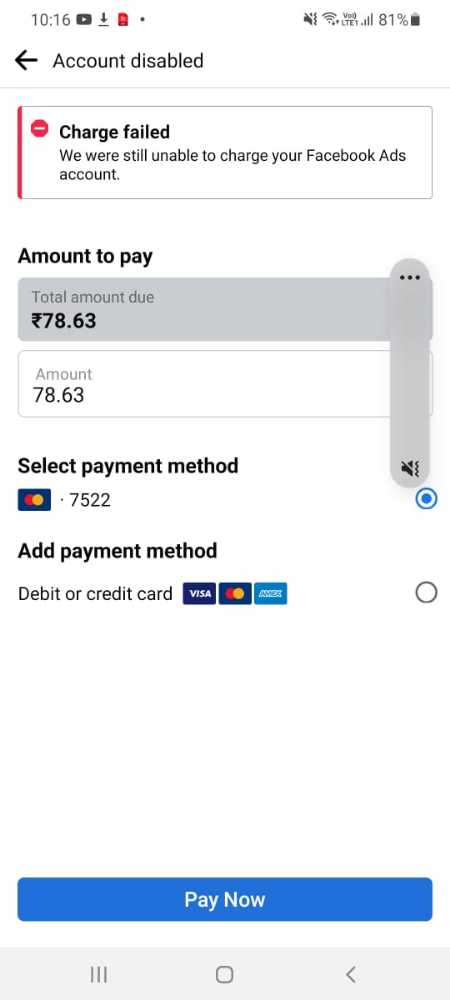 10:16
Vo))
LTE1
81%
Account disabled
Charge failed
We were still unable to charge your Facebook Ads
account.
Amount to pay
Total amount due
₹78.63
Amount
78.63
Select payment method
· 7522
Add payment method
Debit or credit card VISA AMEX
Pay Now